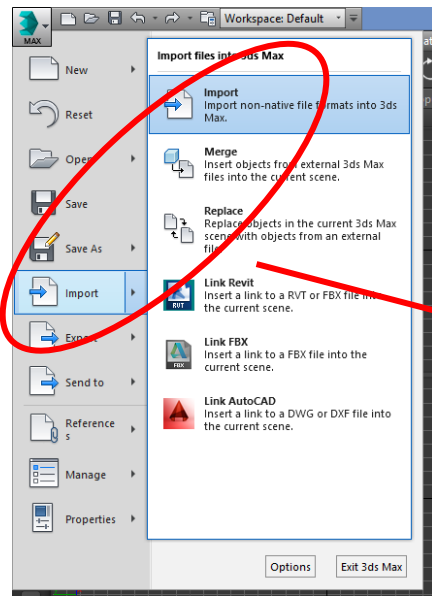 Workspace: Default
MAX
New
Reset
Open
Save
Save As
Import
Export
Send to
Reference
s
Manage
Properties
Import files into 3ds Max
Import
Import non-native file formats into 3ds
Max.
Merge
Insert objects from external 3ds Max
files into the current scene.
Replace
Replace objects in the current 3ds Max
scene with objects from an external
file.
Link Revit
Insert a link to a RVT or FBX file into
the current scene.
RVT
Link FBX
Insert a link to a FBX file into the
current scene.
FBX
Link AutoCAD
Insert a link to a DWG or DXF file into
the current scene.
Options
Exit 3ds Max